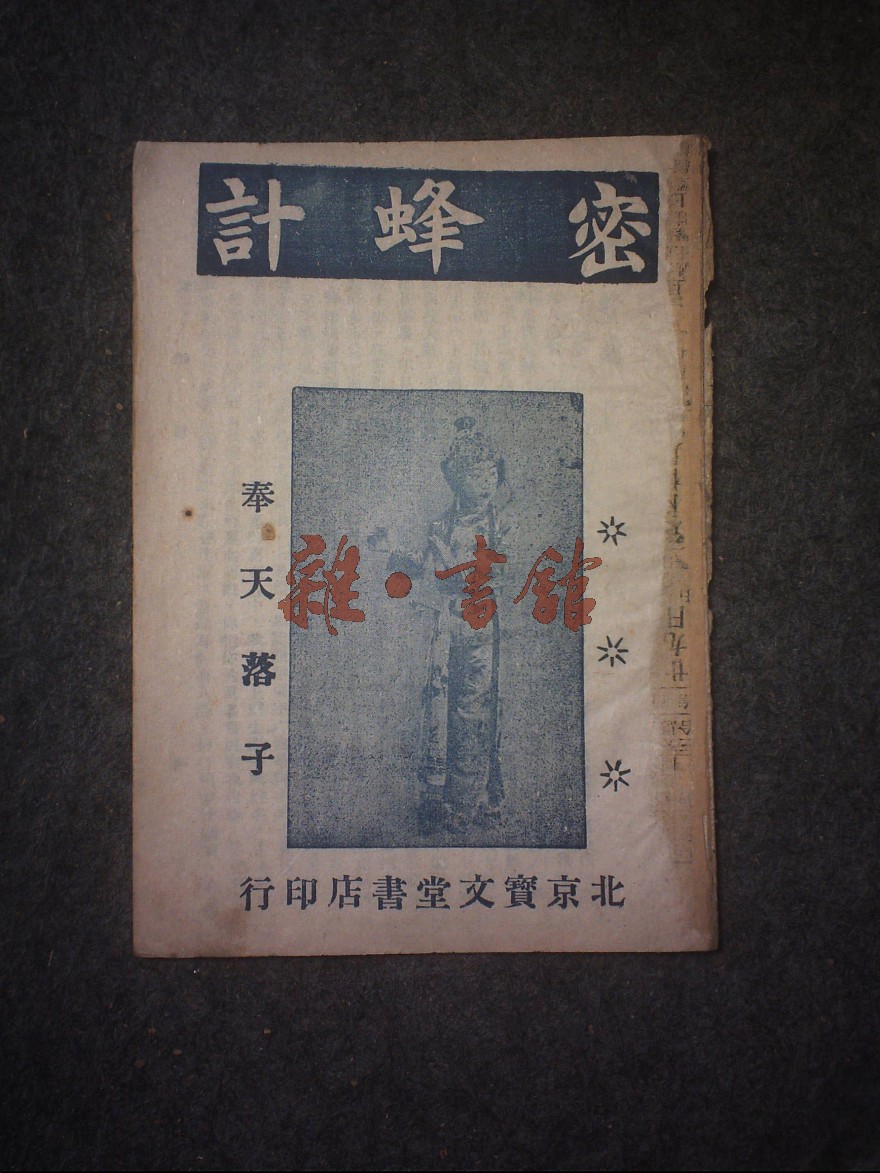 密蜂計
奉天落子
雜·書館
北京寶文堂書店印行